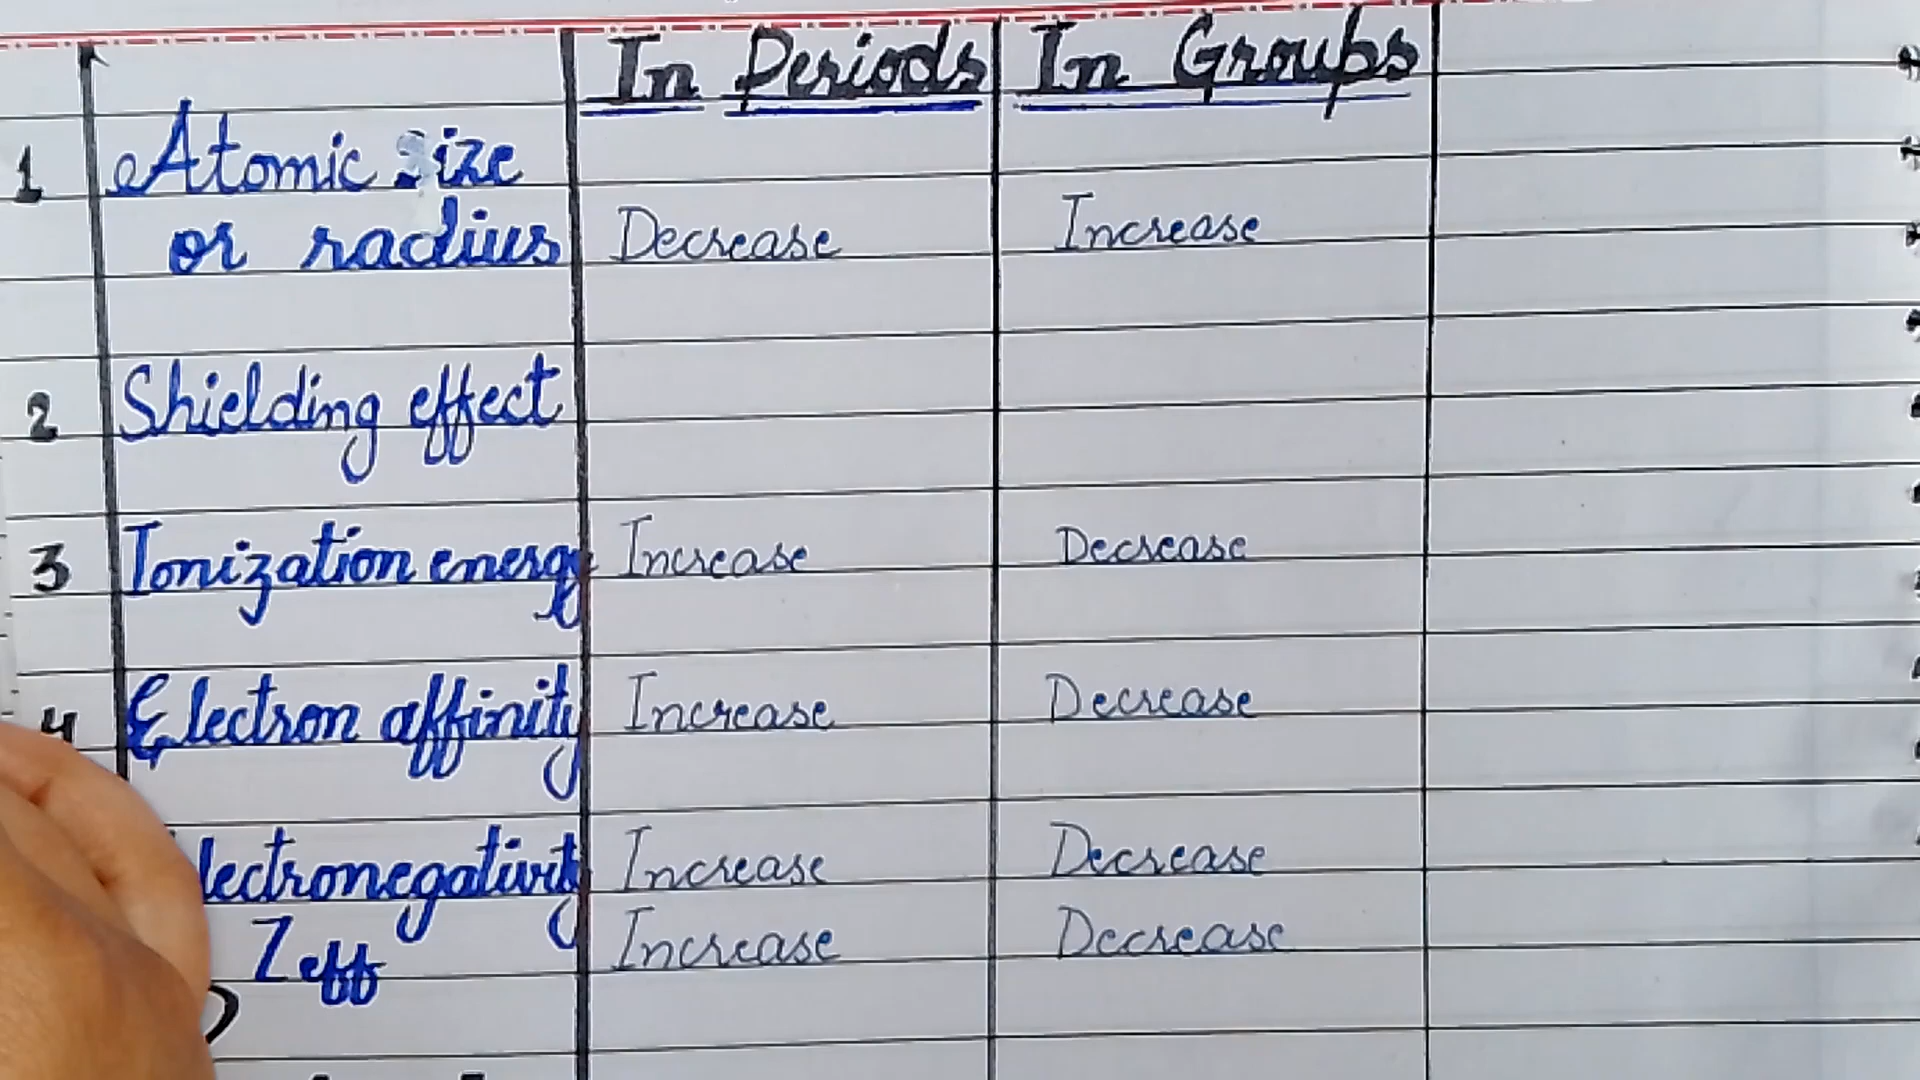 In Periods In Groups
1 Atomic size
or radius Decrease Increase
2 Shielding effect
3 Ionization energy Increase Decrease
4 Electron affinity Increase Decrease
lectronegativity Increase Decrease
Zeff Increase Decrease